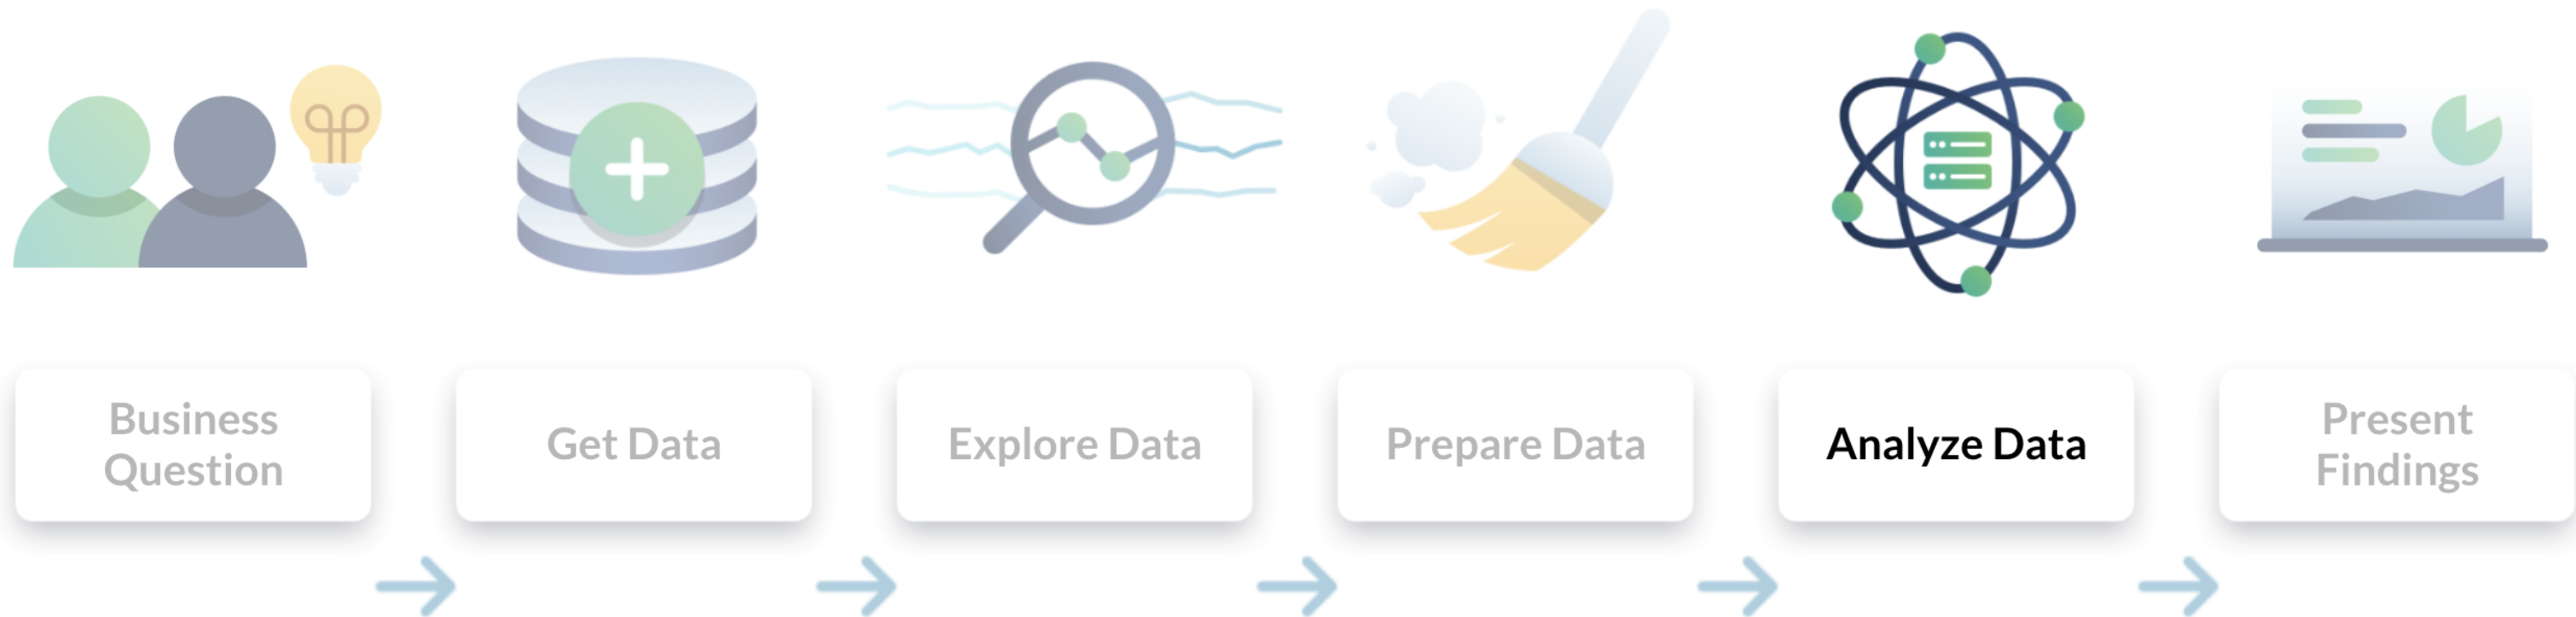 Business
Question
Get Data
Explore Data
Prepare Data
Analyze Data
Present
Findings